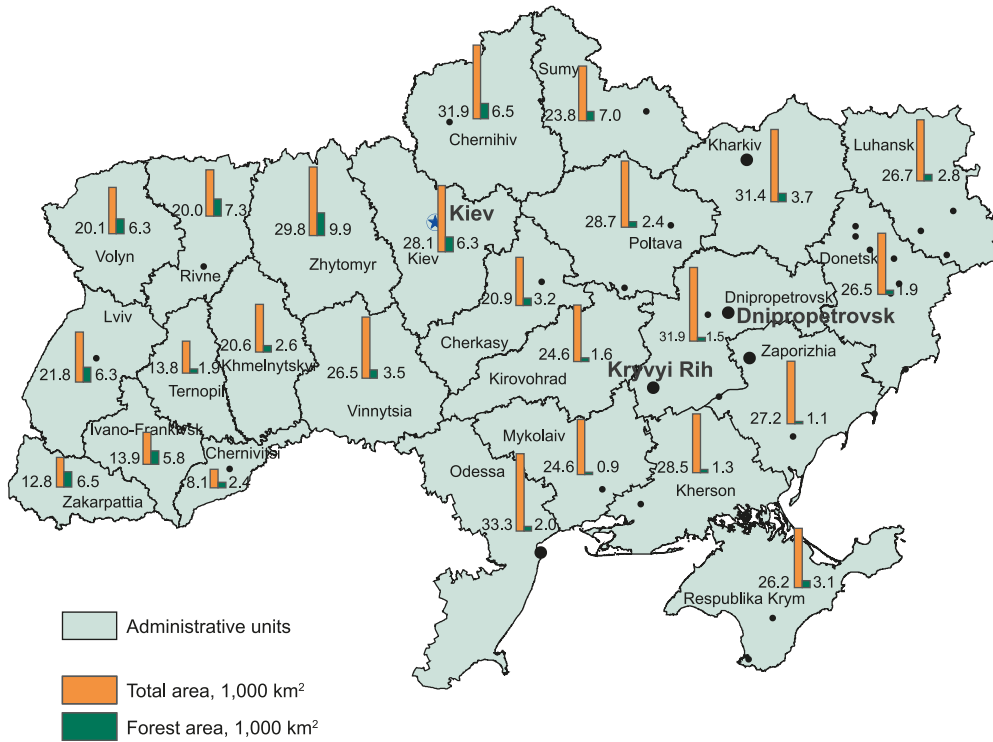 Sumy
31.9 6.5
23.8 7.0
Chernihiv
Kharkiv
31.4 3.7
Luhansk
26.7 2.8
20.1 6.3
Volyn
20.0 7.3
Rivne
29.8 9.9
Zhytomyr
Kiev
28.1 6.3
Kiev
28.7 2.4
Poltava
Donetsk
26.5 1.9
20.9 3.2
Cherkasy
Dnipropetrovsk
Dnipropetrovsk
31.9 1.5
Lviv
21.8 6.3
13.8 1.9
Ternopil
20.6 2.6
Khmelnytskyi
26.5 3.5
Vinnytsia
24.6 1.6
Kirovohrad
Kryvyi Rih
Zaporizhia
27.2 1.1
Ivano-Frankivsk
13.9 5.8
Chernivitsi
8.1 2.4
12.8 6.5
Zakarpattia
Mykolaiv
24.6 0.9
Odessa
33.3 2.0
28.5 1.3
Kherson
26.2 3.1
Respublika Krym
Administrative units
Total area, 1,000 km²
Forest area, 1,000 km²